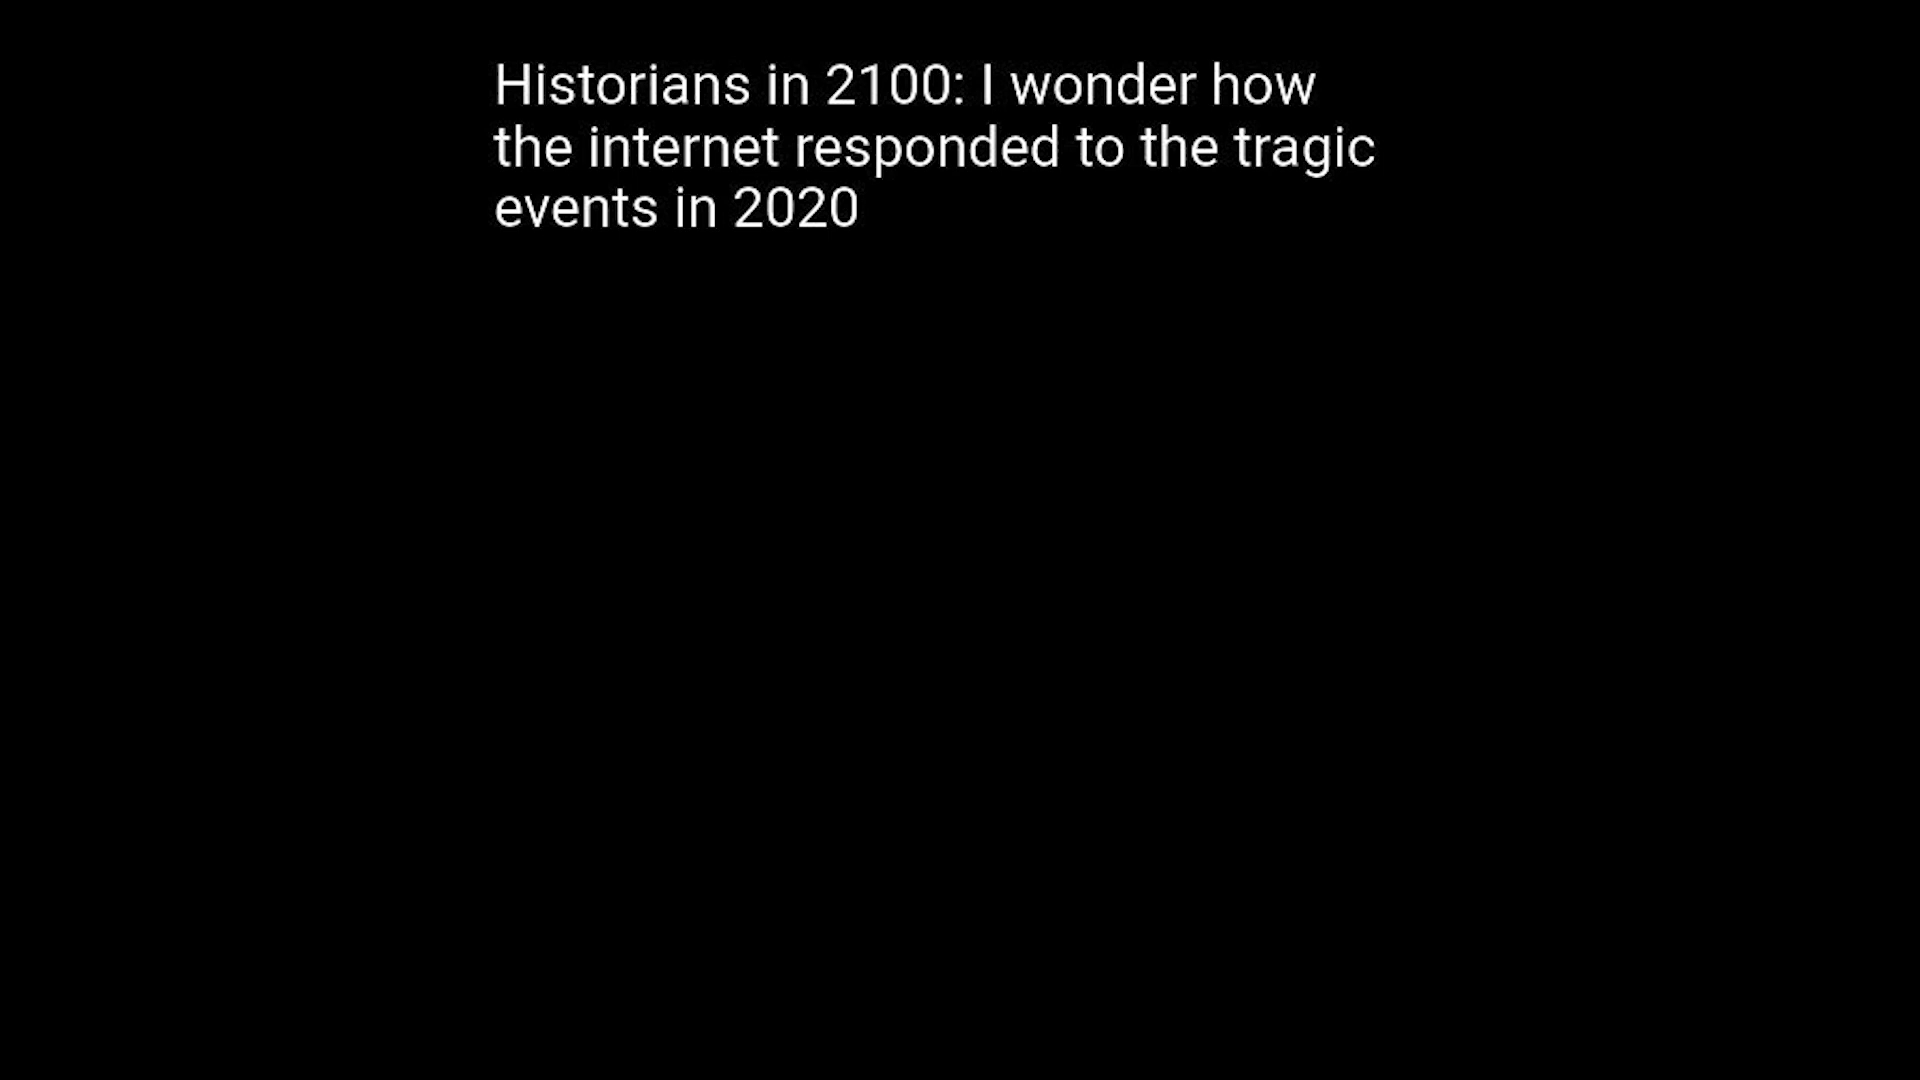 Historians in 2100: I wonder how
the internet responded to the tragic
events in 2020